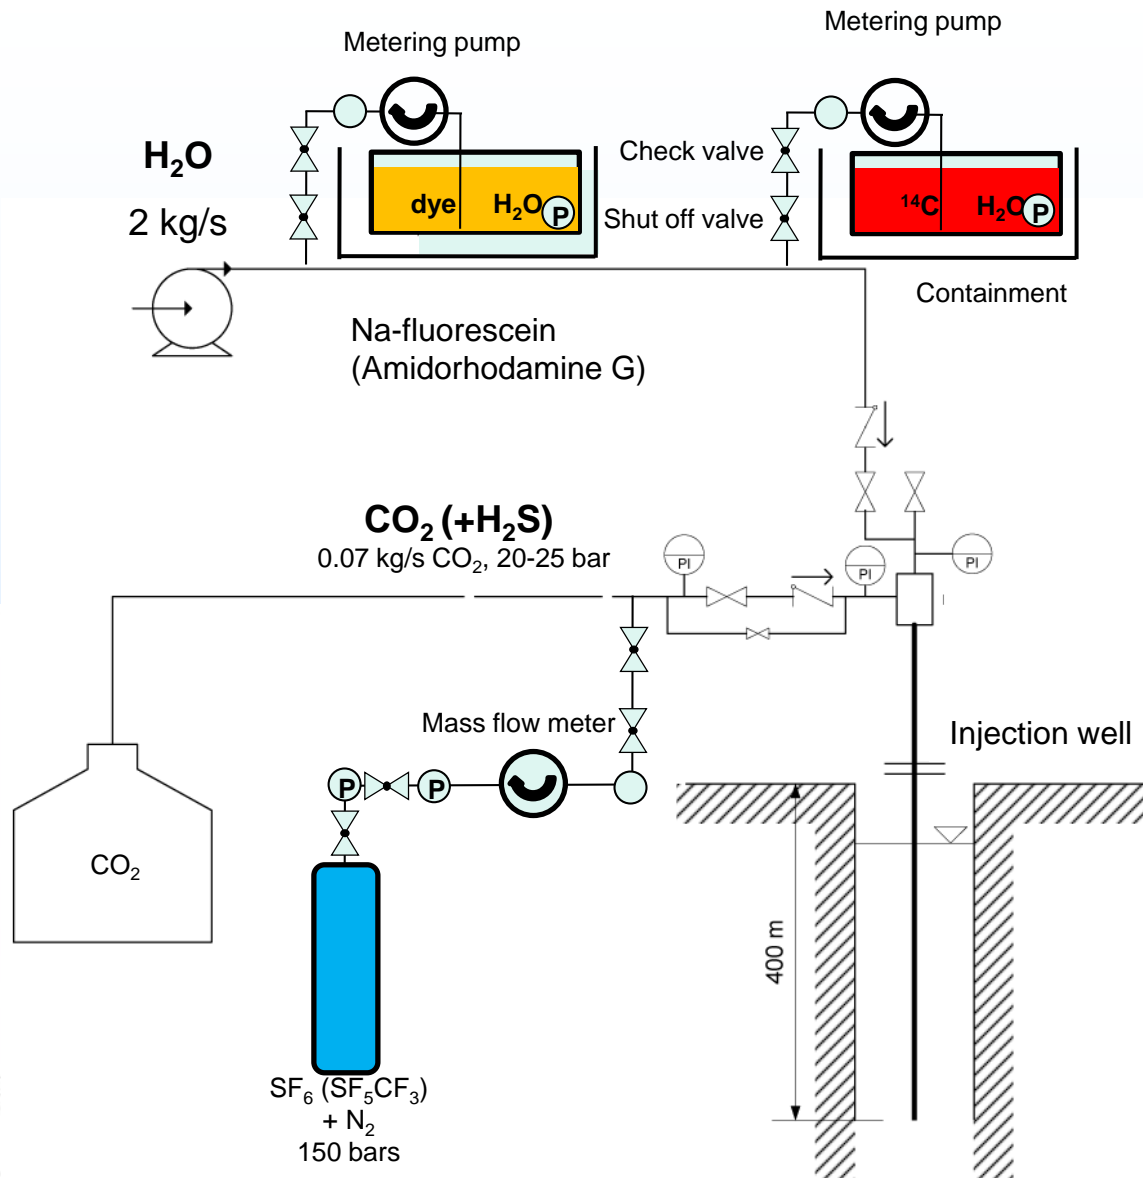 Metering pump
Metering pump
H₂O
2 kg/s
Check valve
Shut off valve
dye H₂O P
¹⁴C H₂O P
Containment
Na-fluorescein
(Amidorhodamine G)
CO₂ (+H₂S)
0.07 kg/s CO₂, 20-25 bar
PI
PI
PI
Mass flow meter
Injection well
P
P
CO₂
400 m
SF₆ (SF₅CF₃)
+ N₂
150 bars